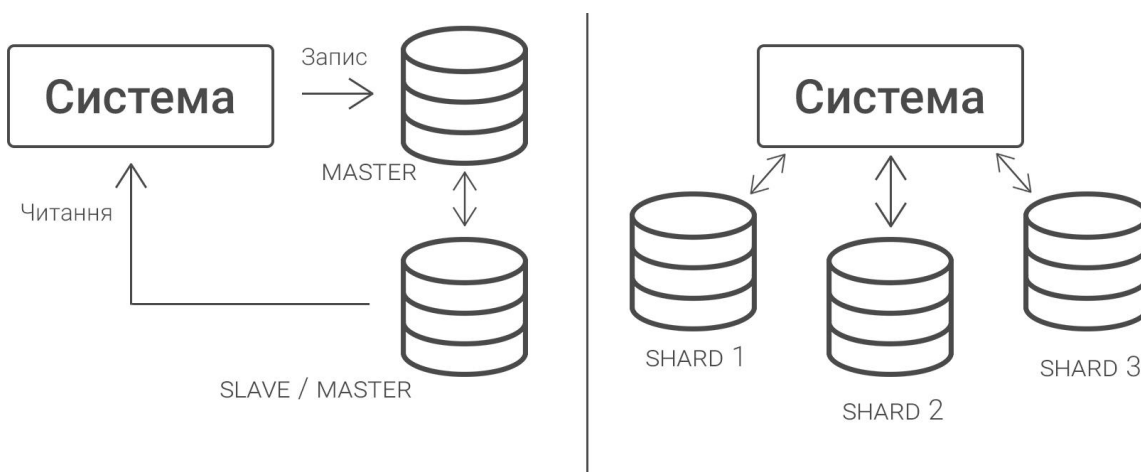 Система
Запис
MASTER
Читання
SLAVE / MASTER
Система
SHARD 1
SHARD 2
SHARD 3